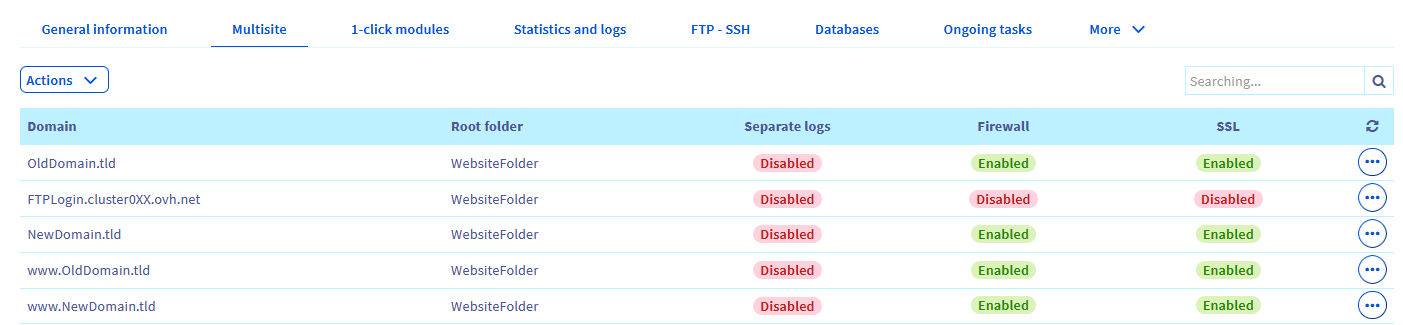 General information Multisite 1-click modules Statistics and logs FTP - SSH Databases Ongoing tasks More
Actions Searching...
Domain Root folder Separate logs Firewall SSL
OldDomain.tld WebsiteFolder Disabled Enabled Enabled
FTPLogin.cluster0XX.ovh.net WebsiteFolder Disabled Disabled Disabled
NewDomain.tld WebsiteFolder Disabled Enabled Enabled
www.OldDomain.tld WebsiteFolder Disabled Enabled Enabled
www.NewDomain.tld WebsiteFolder Disabled Enabled Enabled